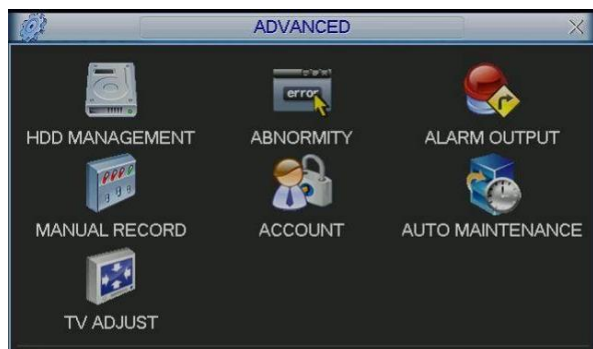 ADVANCED
HDD MANAGEMENT
error
ABNORMITY
ALARM OUTPUT
MANUAL RECORD
ACCOUNT
AUTO MAINTENANCE
TV ADJUST